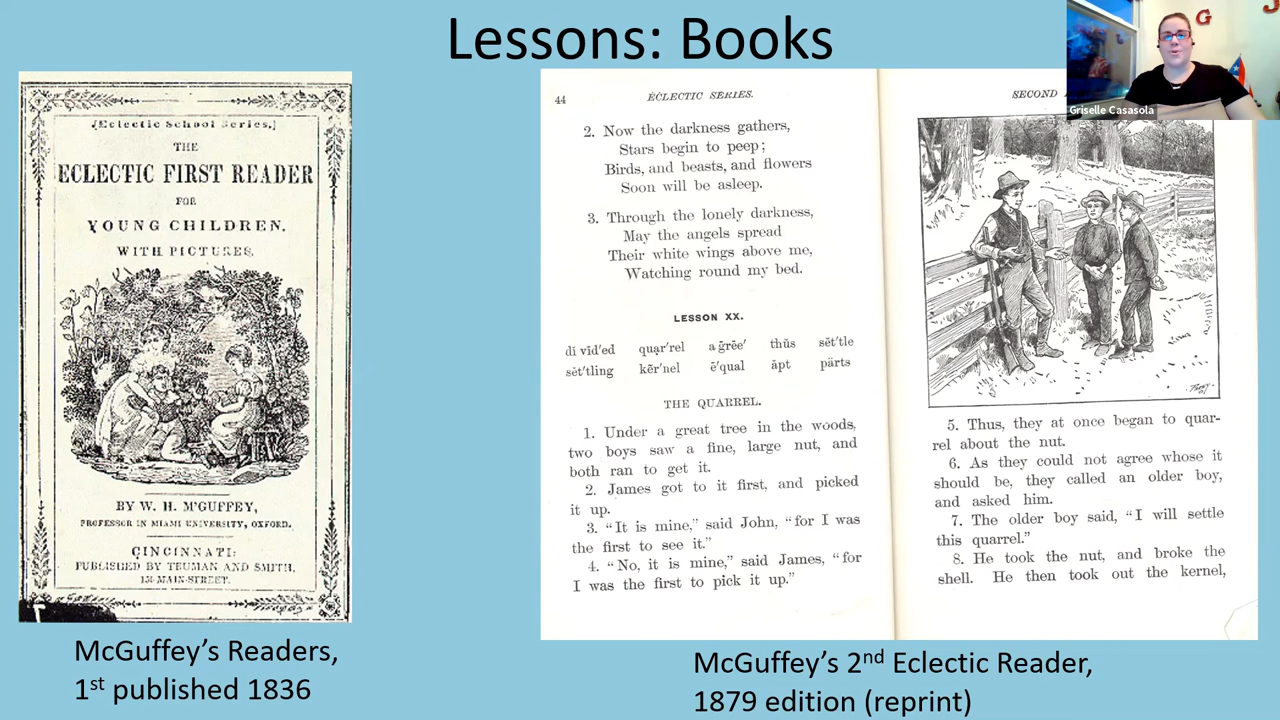 Lessons: Books
G
J
Griselle Casasola
[Eclectic School Series.]
THE
ECLECTIC FIRST READER
FOR
YOUNG CHILDREN.
WITH PICTURES.
BY W. H. M'GUFFEY,
PROFESSOR IN MIAMI UNIVERSITY, OXFORD.
CINCINNATI:
PUBLISHED BY TRUMAN AND SMITH,
MAIN-STREET.
McGuffey's Readers,
1st published 1836
44 ECLECTIC SERIES.
2. Now the darkness gathers,
Stars begin to peep;
Birds, and beasts, and flowers
Soon will be asleep.
3. Through the lonely darkness,
May the angels spread
Their white wings above me,
Watching round my bed.
LESSON XX.
di vīd'ed quạr'rel a g̅rēe' thŭs sĕt'tle
sĕt'tling kẽr'nel ē'qual ăpt pärts
THE QUARREL.
1. Under a great tree in the woods,
two boys saw a fine, large nut, and
both ran to get it.
2. James got to it first, and picked
it up.
3. "It is mine," said John, "for I was
the first to see it."
4. "No, it is mine," said James, "for
I was the first to pick it up."
SECOND
5. Thus, they at once began to quar-
rel about the nut.
6. As they could not agree whose it
should be, they called an older boy,
and asked him.
7. The older boy said, "I will settle
this quarrel."
8. He took the nut, and broke the
shell. He then took out the kernel,
McGuffey's 2nd Eclectic Reader,
1879 edition (reprint)